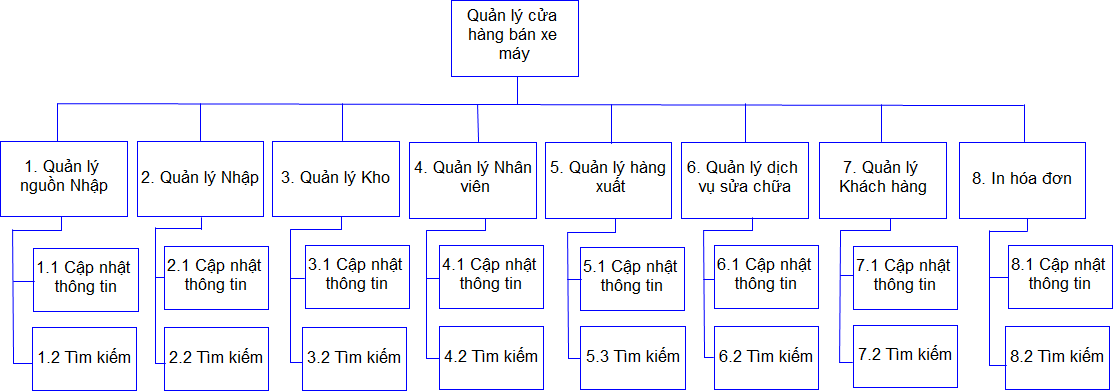 Quản lý cửa
hàng bán xe
máy
1. Quản lý
nguồn Nhập
2. Quản lý Nhập
3. Quản lý Kho
4. Quản lý Nhân
viên
5. Quản lý hàng
xuất
6. Quản lý dịch
vụ sửa chữa
7. Quản lý
Khách hàng
8. In hóa đơn
1.1 Cập nhật
thông tin
2.1 Cập nhật
thông tin
3.1 Cập nhật
thông tin
4.1 Cập nhật
thông tin
5.1 Cập nhật
thông tin
6.1 Cập nhật
thông tin
7.1 Cập nhật
thông tin
8.1 Cập nhật
thông tin
1.2 Tìm kiếm
2.2 Tìm kiếm
3.2 Tìm kiếm
4.2 Tìm kiếm
5.3 Tìm kiếm
6.2 Tìm kiếm
7.2 Tìm kiếm
8.2 Tìm kiếm